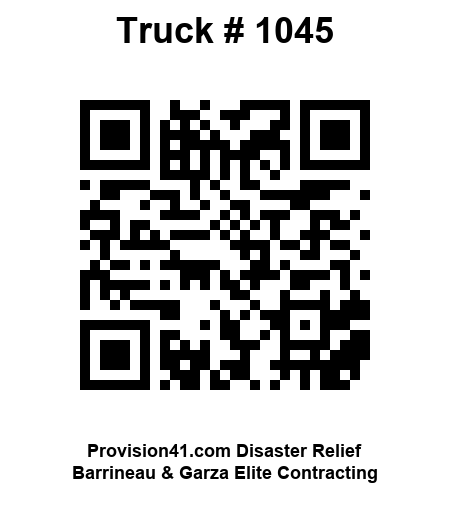 Truck # 1045
Provision41.com Disaster Relief
Barrineau & Garza Elite Contracting